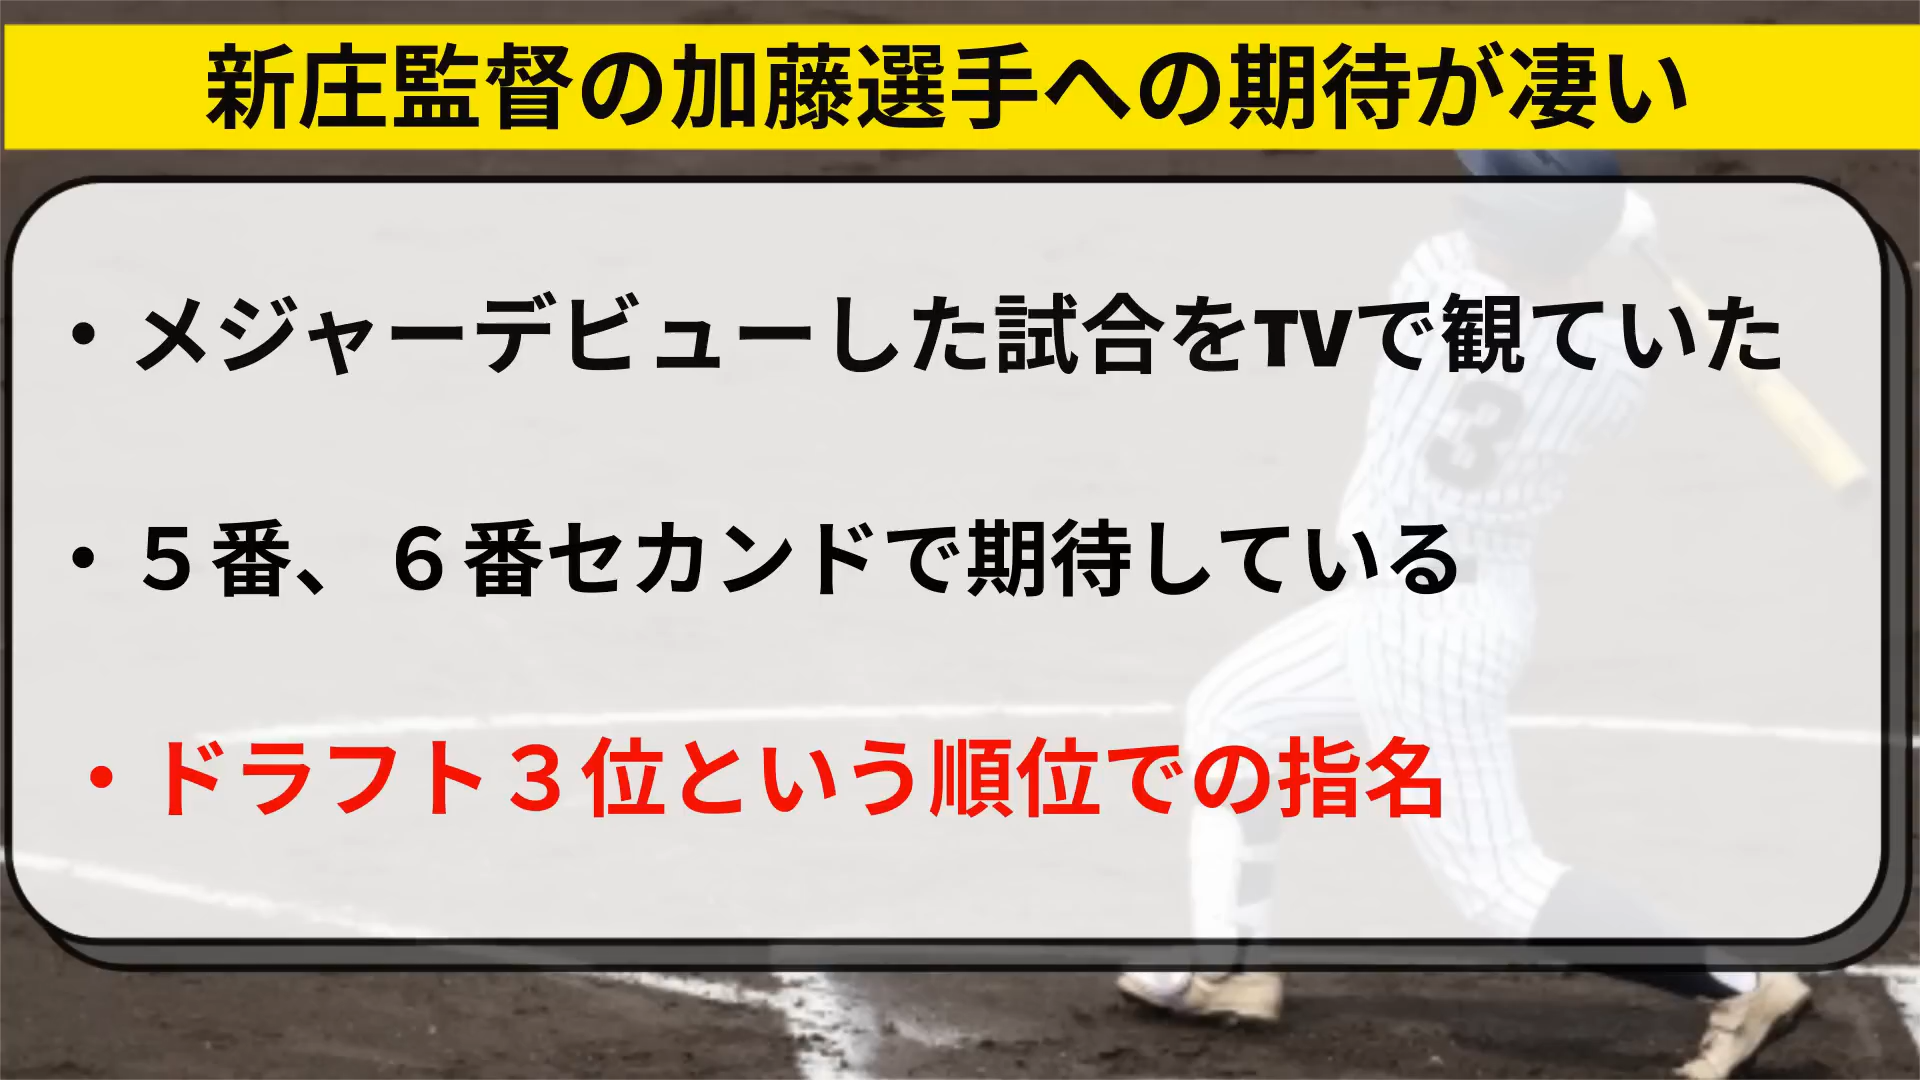 新庄監督の加藤選手への期待が凄い
・メジャーデビューした試合をTVで観ていた
・５番、６番セカンドで期待している
・ドラフト３位という順位での指名
3